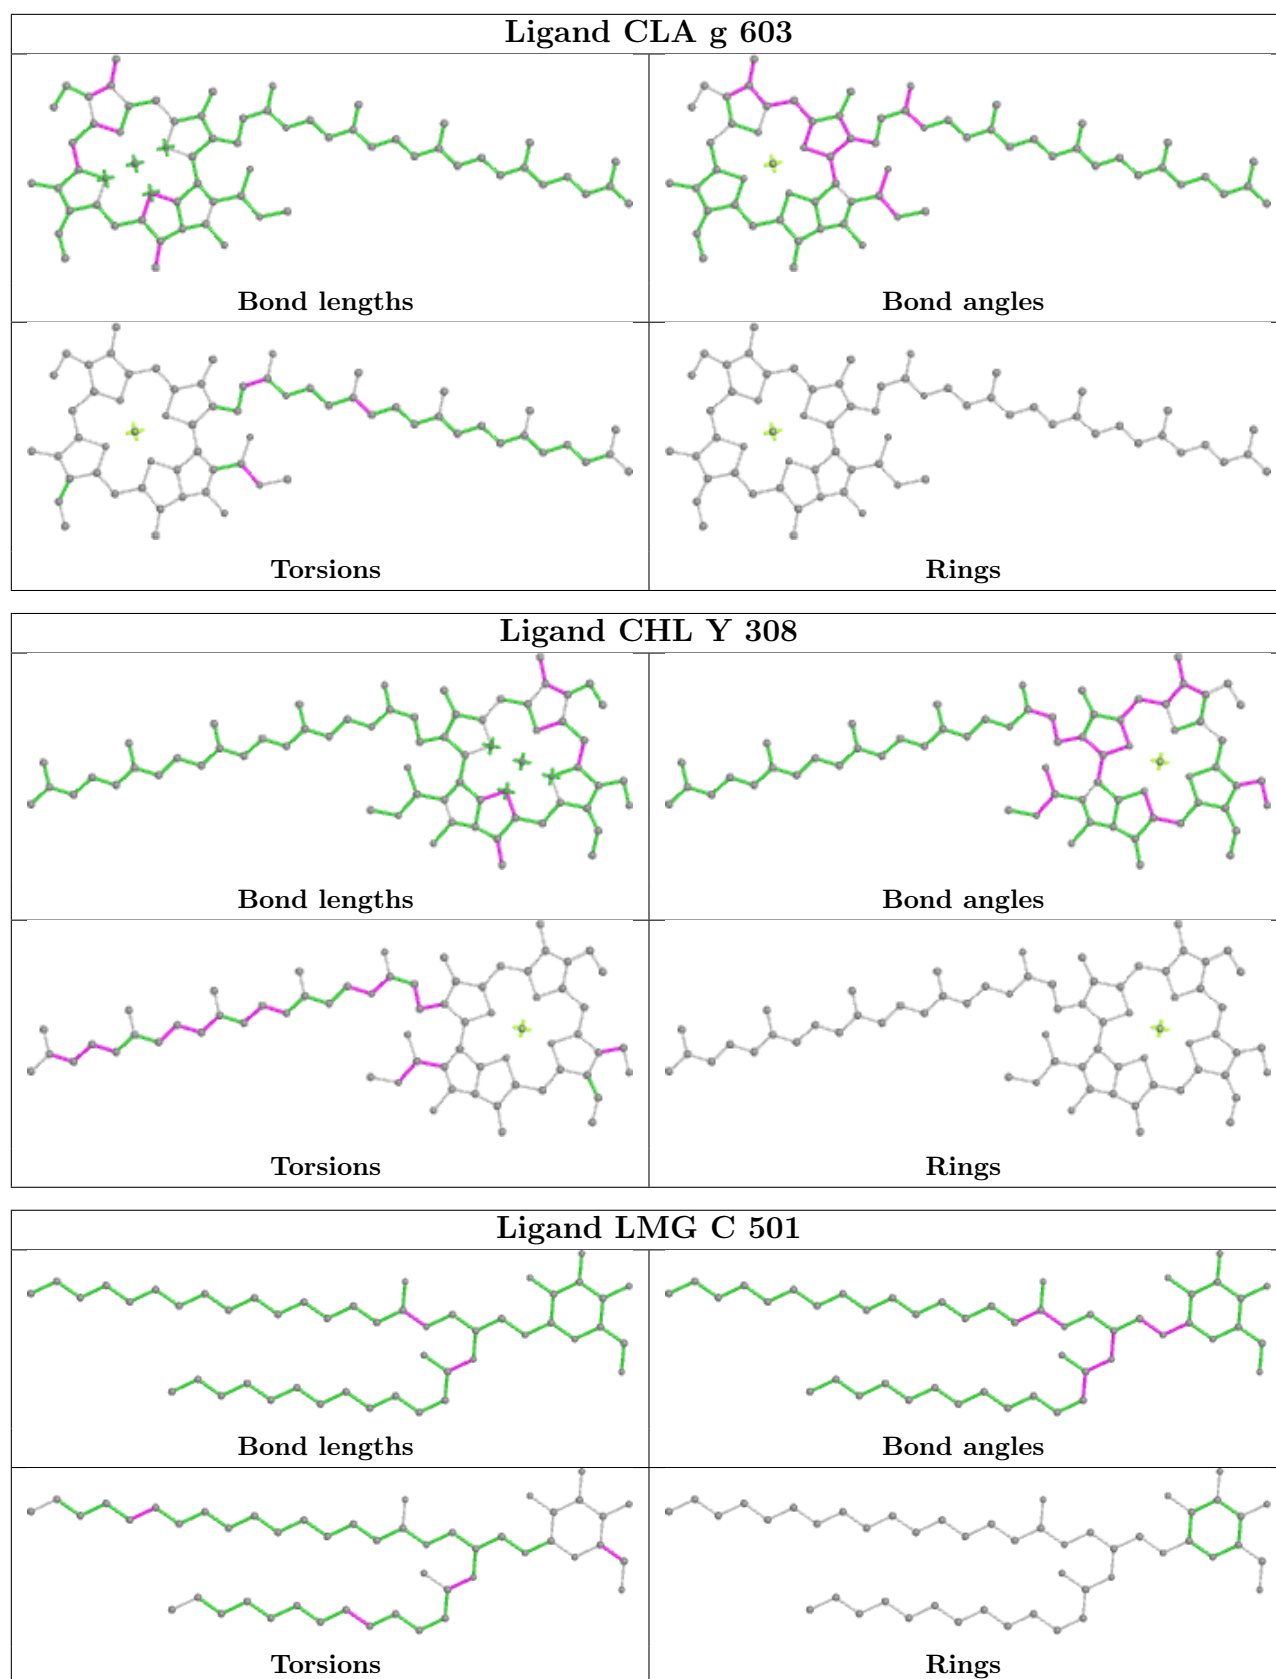 Ligand CLA g 603
Bond lengths
Bond angles
Torsions
Rings
Ligand CHL Y 308
Bond lengths
Bond angles
Torsions
Rings
Ligand LMG C 501
Bond lengths
Bond angles
Torsions
Rings